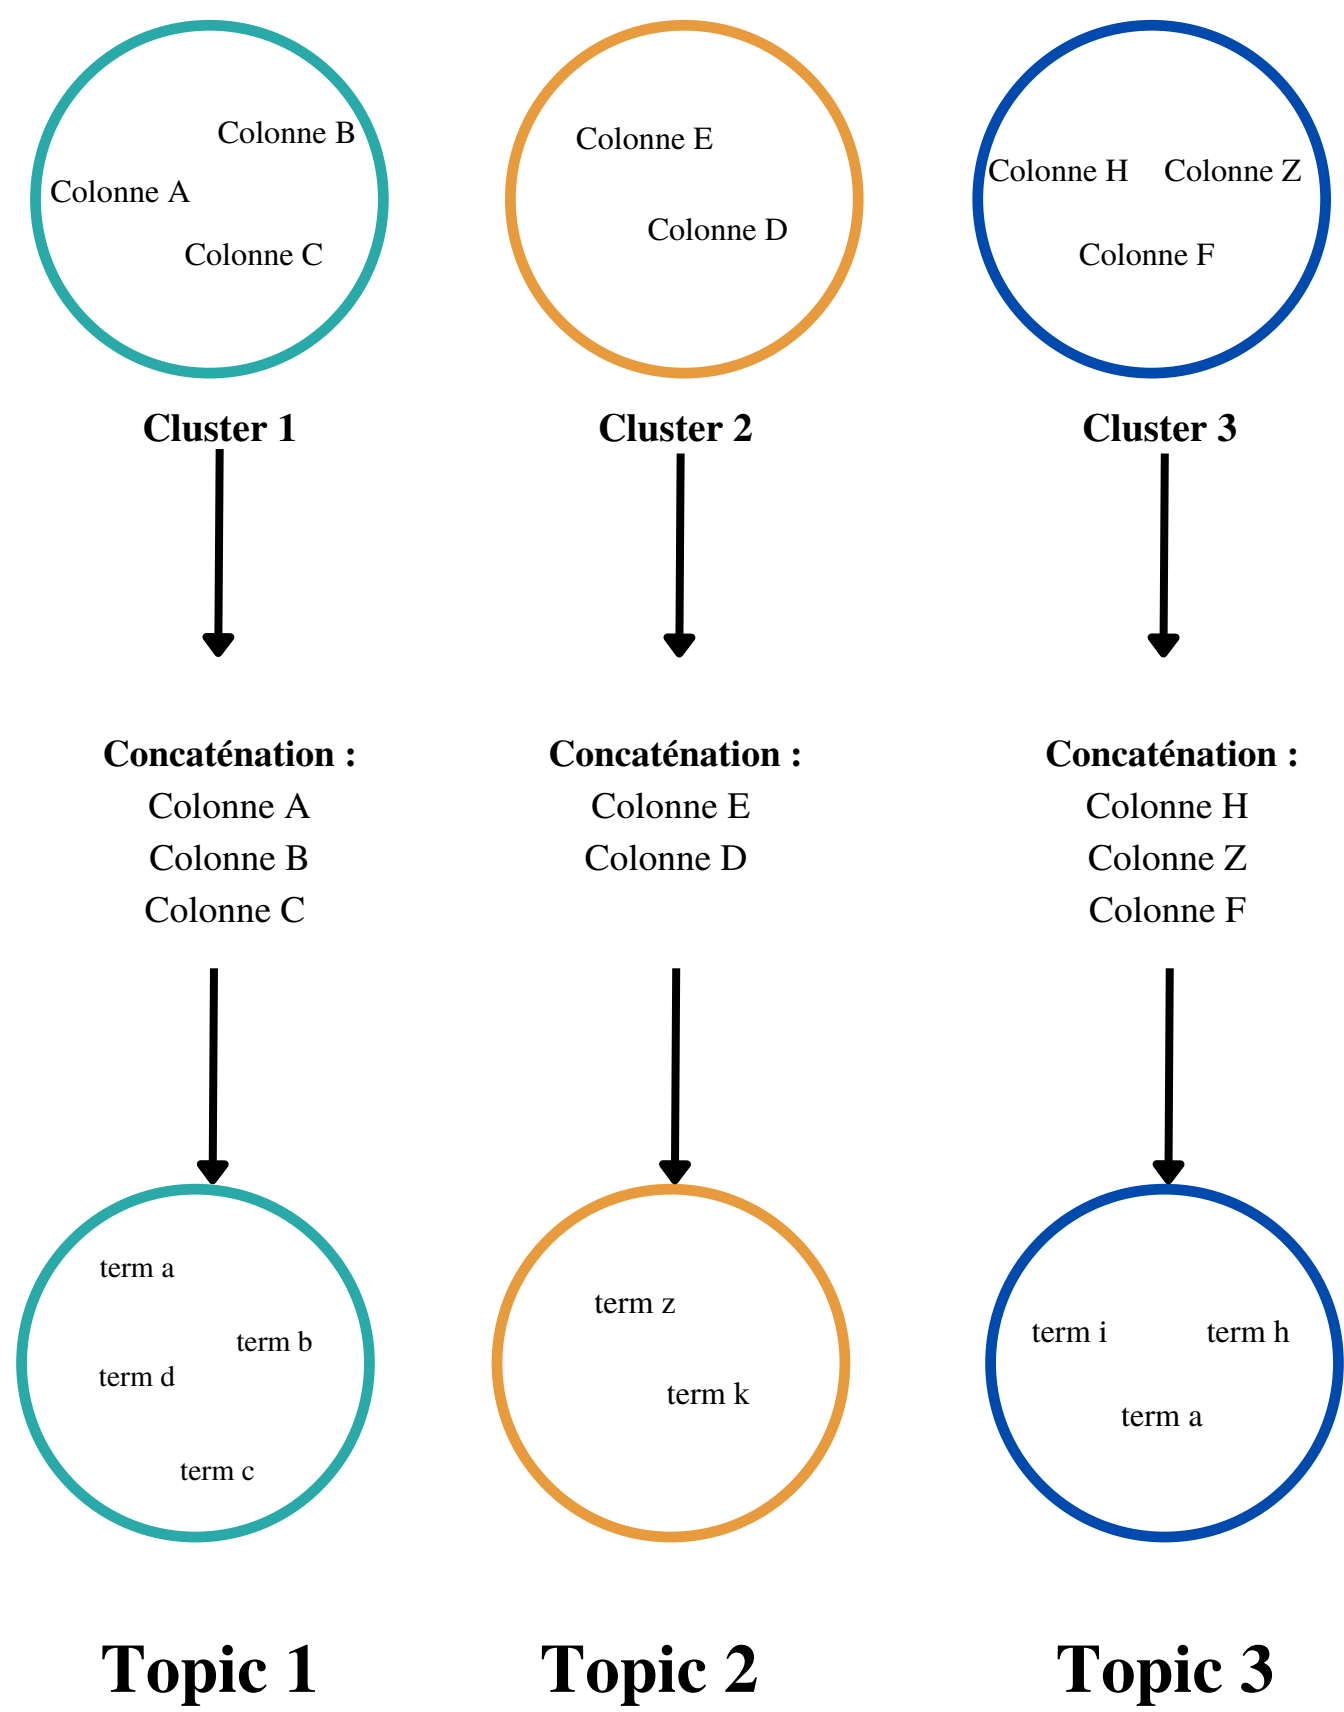 Colonne B
Colonne A
Colonne C
Cluster 1
Colonne E
Colonne D
Cluster 2
Colonne H
Colonne Z
Colonne F
Cluster 3
Concaténation :
Colonne A
Colonne B
Colonne C
Concaténation :
Colonne E
Colonne D
Concaténation :
Colonne H
Colonne Z
Colonne F
term a
term b
term d
term c
Topic 1
term z
term k
Topic 2
term i
term h
term a
Topic 3